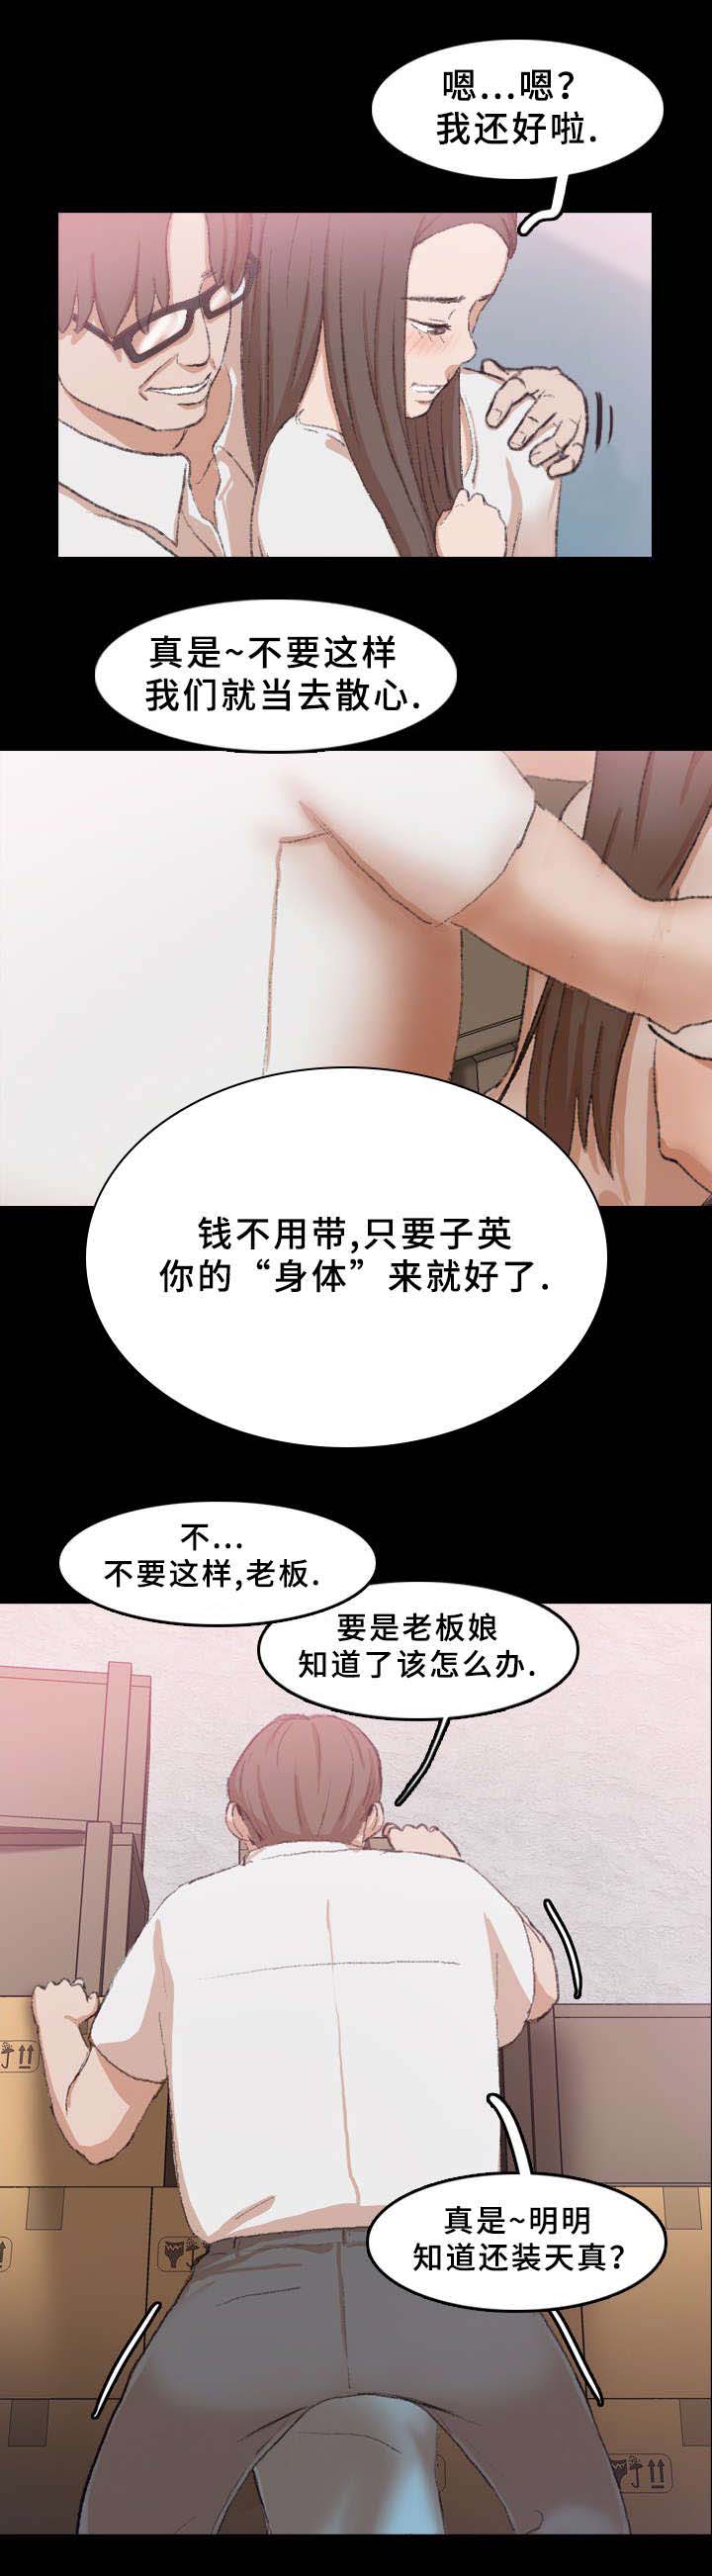 嗯...嗯?
我还好啦.
真是~不要这样
我们就当去散心.
钱不用带,只要子英
你的“身体”来就好了.
不...
不要这样,老板.
要是老板娘
知道了该怎么办.
真是~明明
知道还装天真?